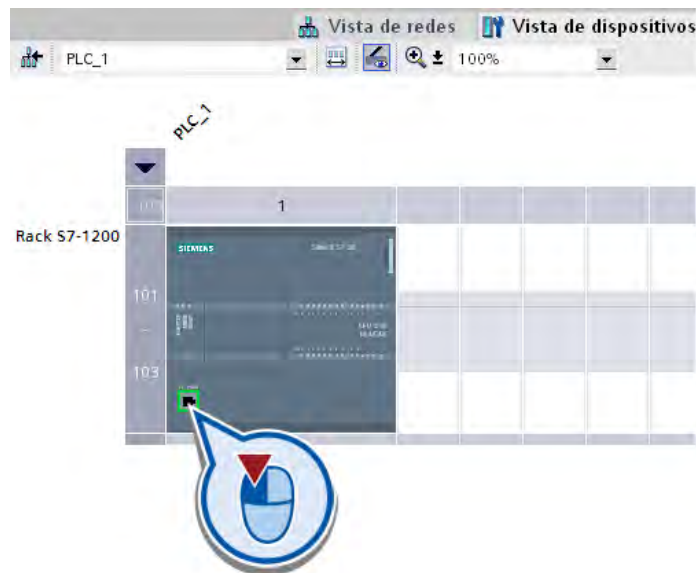 Vista de redes Vista de dispositivos
PLC_1 100%
PLC_1
1
Rack S7-1200
SIEMENS
101
103